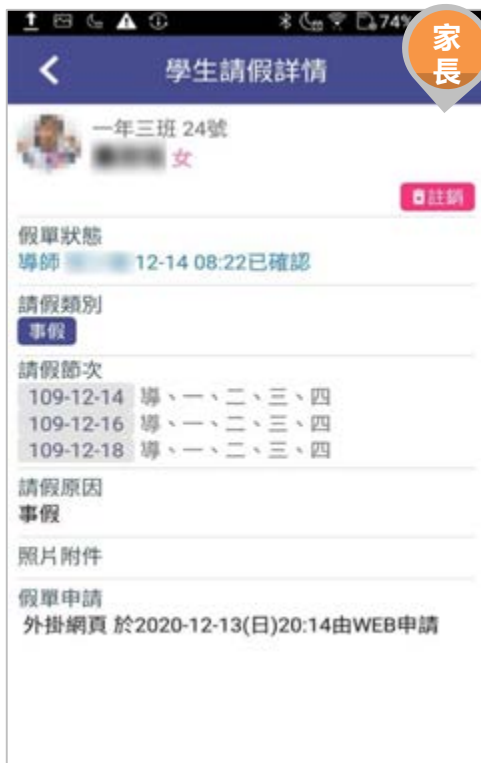 74%
家長
學生請假詳情
一年三班 24號
女
註銷
假單狀態
導師 12-14 08:22已確認
請假類別
事假
請假節次
109-12-14 導、一、二、三、四
109-12-16 導、一、二、三、四
109-12-18 導、一、二、三、四
請假原因
事假
照片附件
假單申請
外掛網頁 於2020-12-13(日)20:14由WEB申請